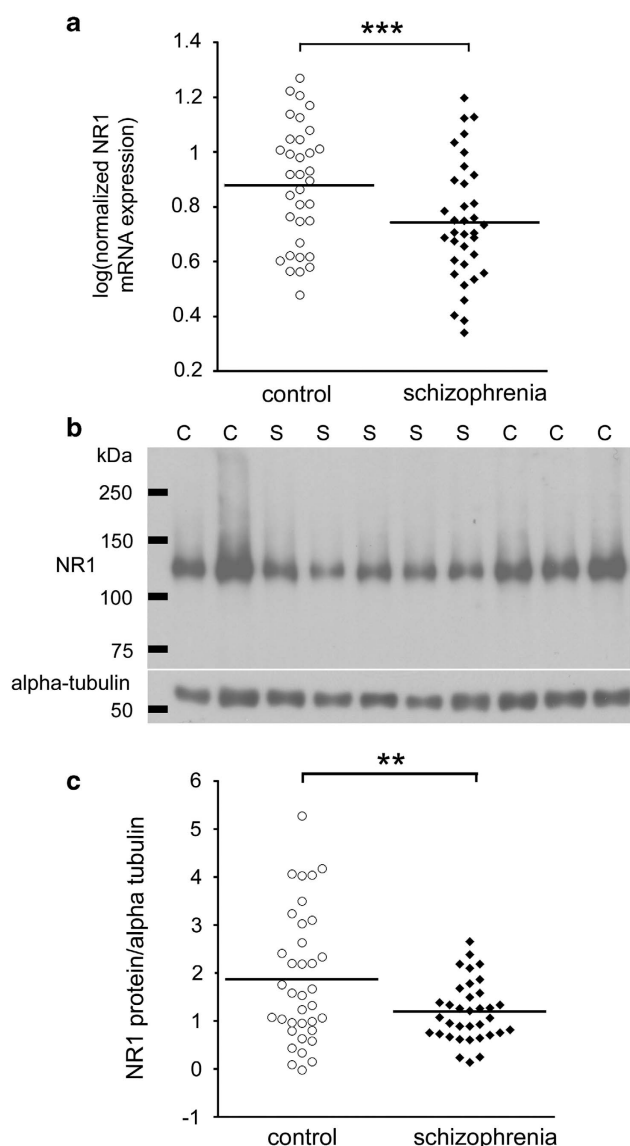 a
***
1.4
1.2
1
0.8
0.6
0.4
0.2
log(normalized NR1
mRNA expression)
control schizophrenia
b
C C S S S S S C C C
kDa
250
150
NR1
100
75
alpha-tubulin
50
c
**
6
5
4
3
2
1
0
-1
NR1 protein/alpha tubulin
control schizophrenia